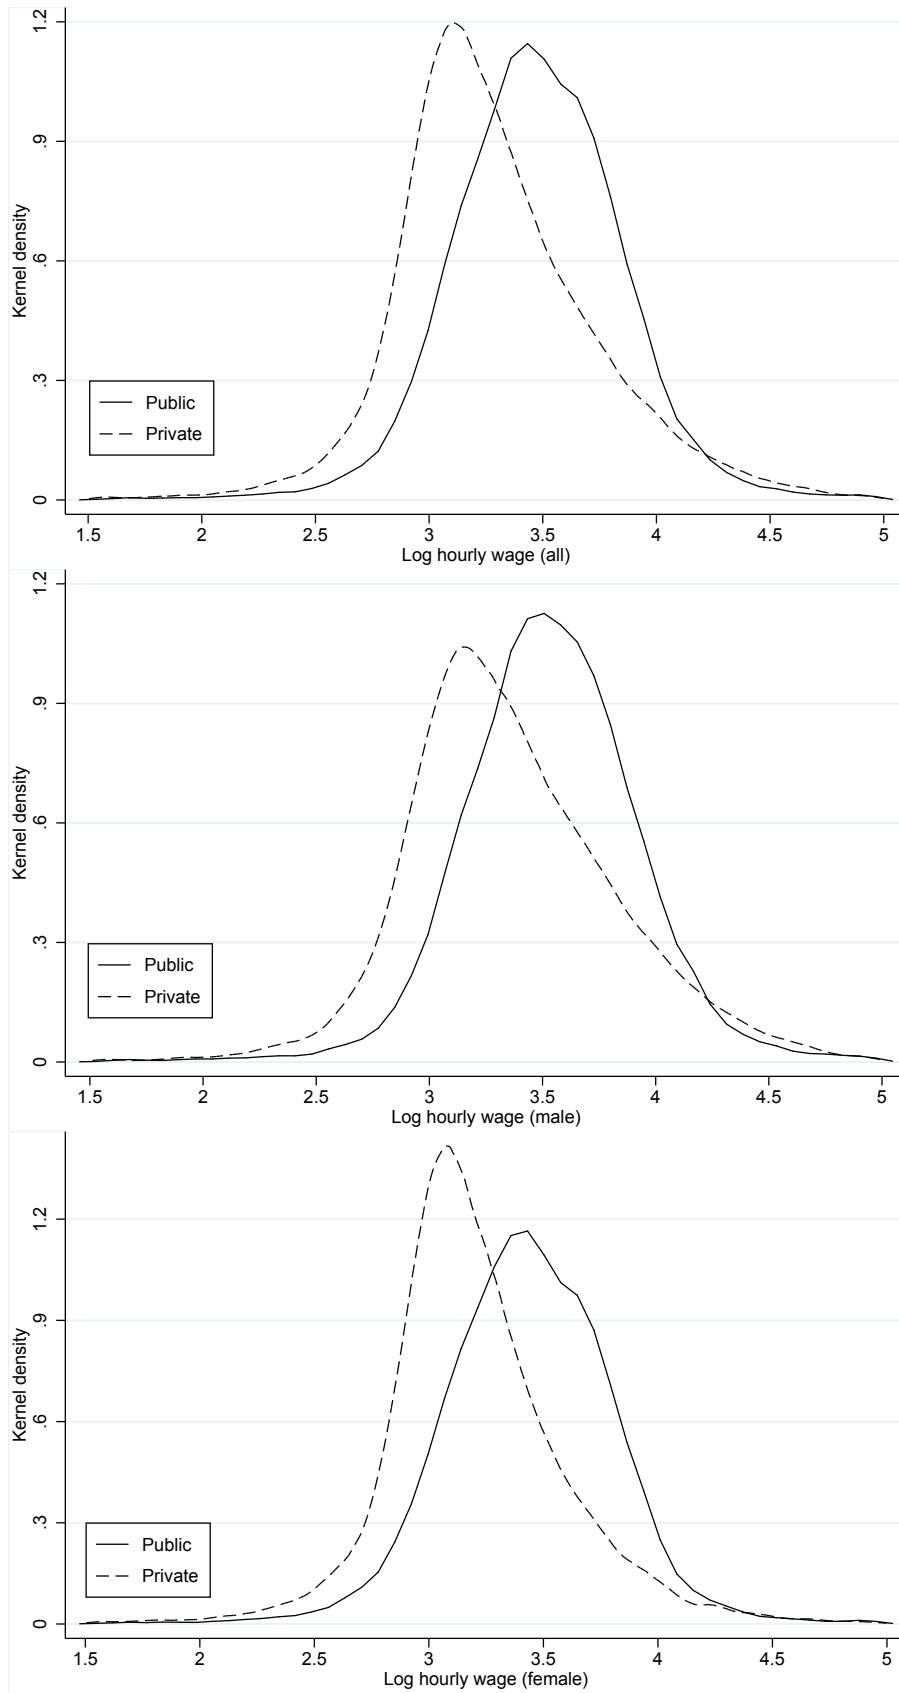 Kernel density
1.2
.9
.6
.3
0
Public
Private
1.5 2 2.5 3 3.5 4 4.5 5
Log hourly wage (all)
Kernel density
1.2
.9
.6
.3
0
Public
Private
1.5 2 2.5 3 3.5 4 4.5 5
Log hourly wage (male)
Kernel density
1.2
.9
.6
.3
0
Public
Private
1.5 2 2.5 3 3.5 4 4.5 5
Log hourly wage (female)